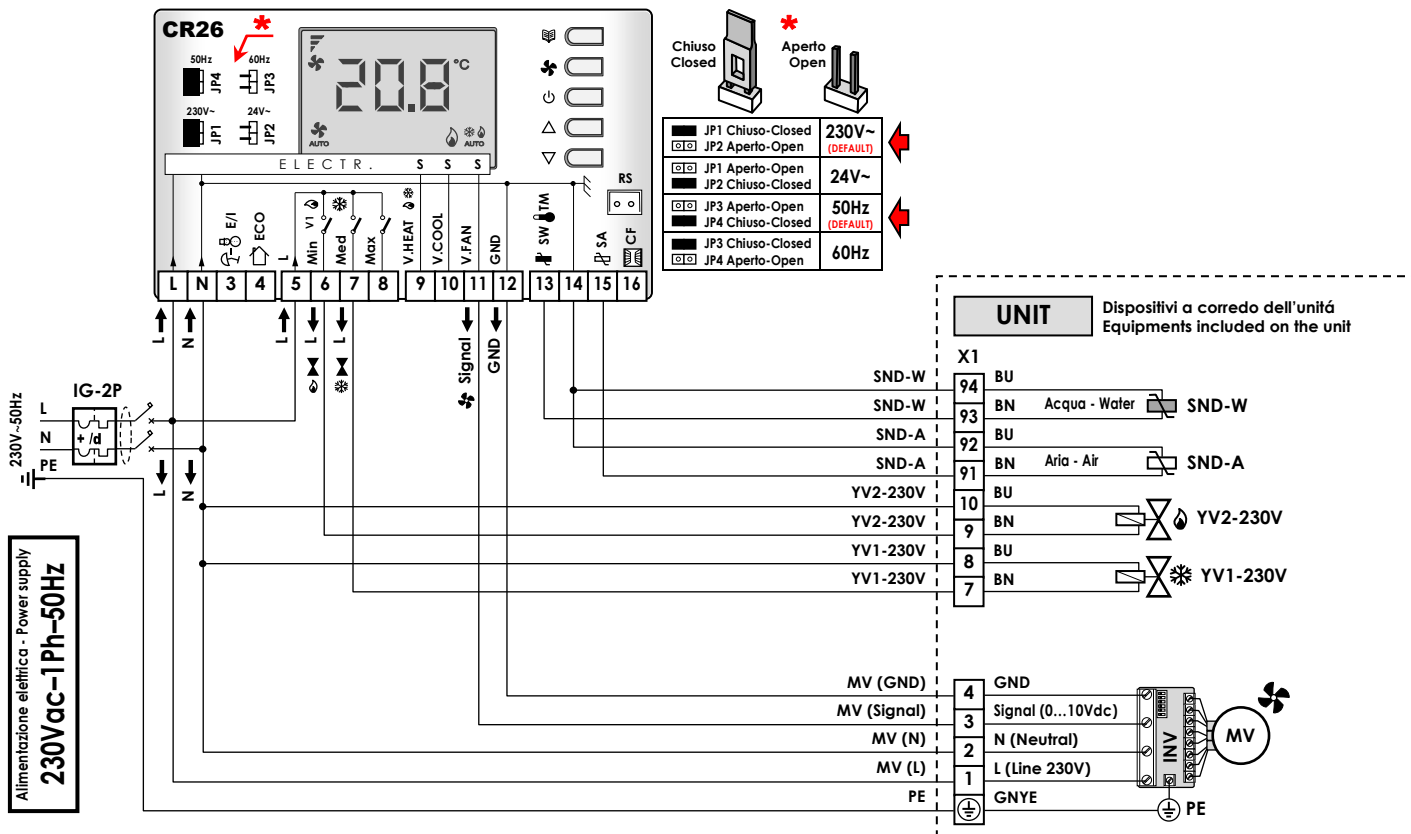 CR26
*
50Hz
JP4
60Hz
JP3
230V~
JP1
24V~
JP2
20.8 °C
AUTO
AUTO
ELECTR.
S S S
RS
E/I
ECO
L
Min V1
Med
Max
V.HEAT
V.COOL
V.FAN
GND
SW TM
SA
CF
L N 3 4 5 6 7 8 9 10 11 12 13 14 15 16
Chiuso
Closed
*
Aperto
Open
JP1 Chiuso-Closed
JP2 Aperto-Open
230V~
(DEFAULT)
JP1 Aperto-Open
JP2 Chiuso-Closed
24V~
JP3 Aperto-Open
JP4 Chiuso-Closed
50Hz
(DEFAULT)
JP3 Chiuso-Closed
JP4 Aperto-Open
60Hz
L
N
L
L
L
Signal
GND
IG-2P
230V~50Hz
L
N
PE
+ /d
L
N
Alimentazione elettrica - Power supply
230Vac–1Ph–50Hz
UNIT
Dispositivi a corredo dell'unitá
Equipments included on the unit
X1
SND-W 94 BU
SND-W 93 BN Acqua - Water SND-W
SND-A 92 BU
SND-A 91 BN Aria - Air SND-A
YV2-230V 10 BU
YV2-230V 9 BN YV2-230V
YV1-230V 8 BU
YV1-230V 7 BN YV1-230V
MV (GND) 4 GND
MV (Signal) 3 Signal (0...10Vdc)
MV (N) 2 N (Neutral)
MV (L) 1 L (Line 230V)
PE GNYE PE
INV
MV